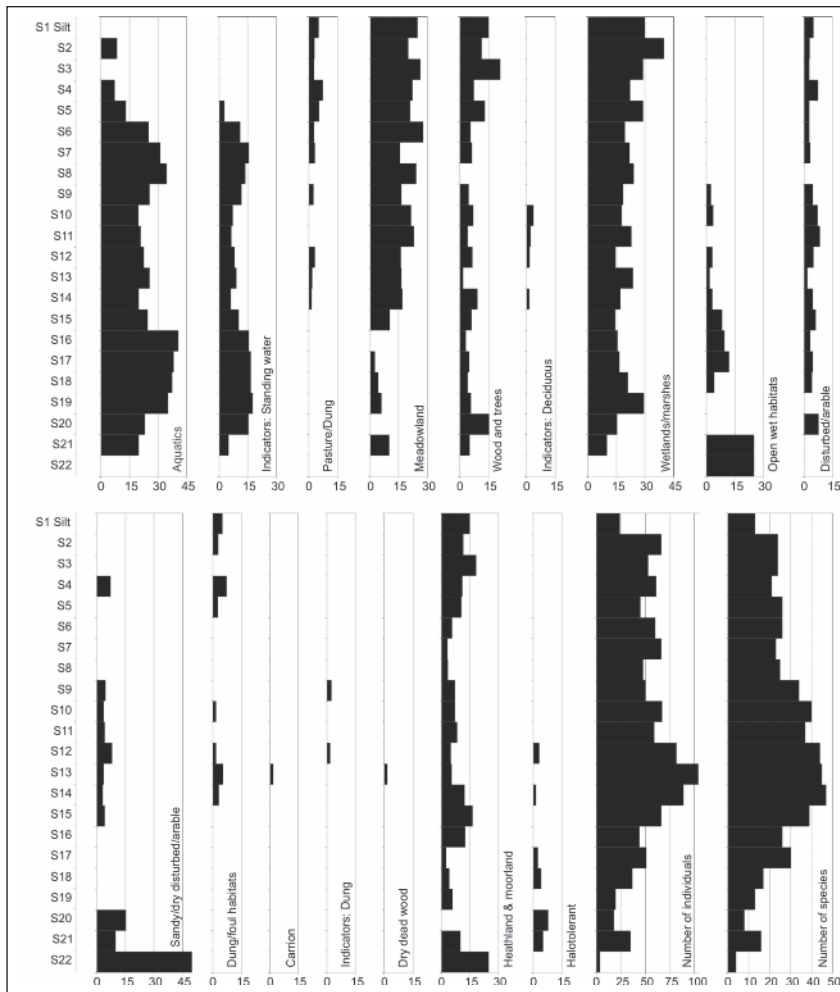 S1 Silt
S2
S3
S4
S5
S6
S7
S8
S9
S10
S11
S12
S13
S14
S15
S16
S17
S18
S19
S20
S21
S22
Aquatics
Indicators: Standing water
Pasture/Dung
Meadowland
Wood and trees
Indicators: Deciduous
Wetlands/marshes
Open wet habitats
Disturbed/arable
0 15 30 45
0 15 30
0 15
0 15 30
0 15
0 15
0 15 30 45
0 15 30
0 15
S1 Silt
S2
S3
S4
S5
S6
S7
S8
S9
S10
S11
S12
S13
S14
S15
S16
S17
S18
S19
S20
S21
S22
Sandy/dry disturbed/arable
Dung/foul habitats
Carrion
Indicators: Dung
Dry dead wood
Heathland & moorland
Halotolerant
Number of individuals
Number of species
0 15 30 45
0 15
0 15
0 15
0 15
0 15 30
0 15
0 25 50 75 100
0 10 20 30 40 50